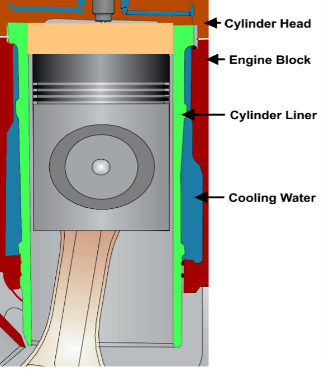 Cylinder Head
Engine Block
Cylinder Liner
Cooling Water